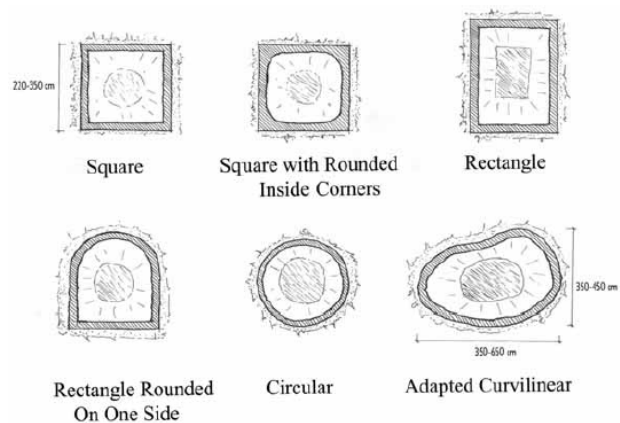 220-350 cm
Square
Square with Rounded
Inside Corners
Rectangle
350-450 cm
350-650 cm
Rectangle Rounded
On One Side
Circular
Adapted Curvilinear